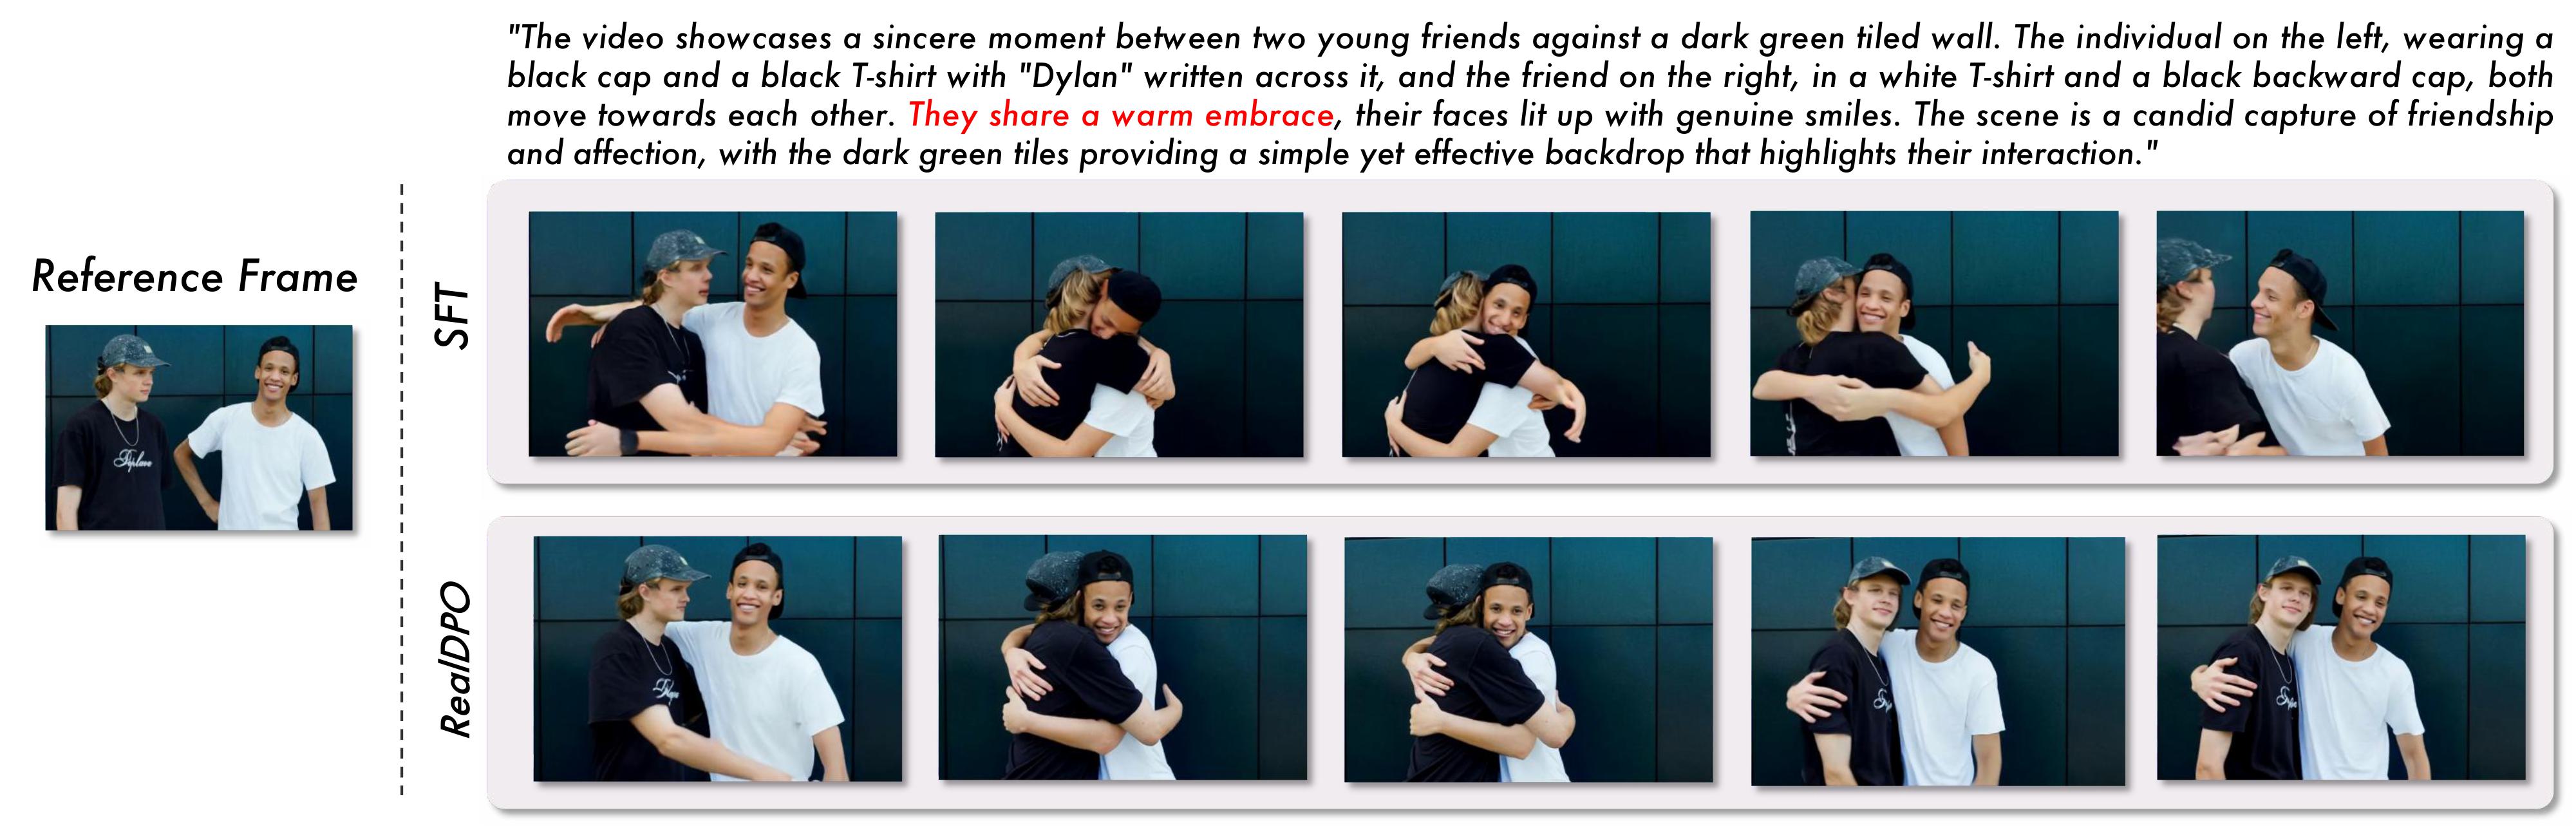 "The video showcases a sincere moment between two young friends against a dark green tiled wall. The individual on the left, wearing a
black cap and a black T-shirt with "Dylan" written across it, and the friend on the right, in a white T-shirt and a black backward cap, both
move towards each other. They share a warm embrace, their faces lit up with genuine smiles. The scene is a candid capture of friendship
and affection, with the dark green tiles providing a simple yet effective backdrop that highlights their interaction."
Reference Frame
SFT
RealDPO